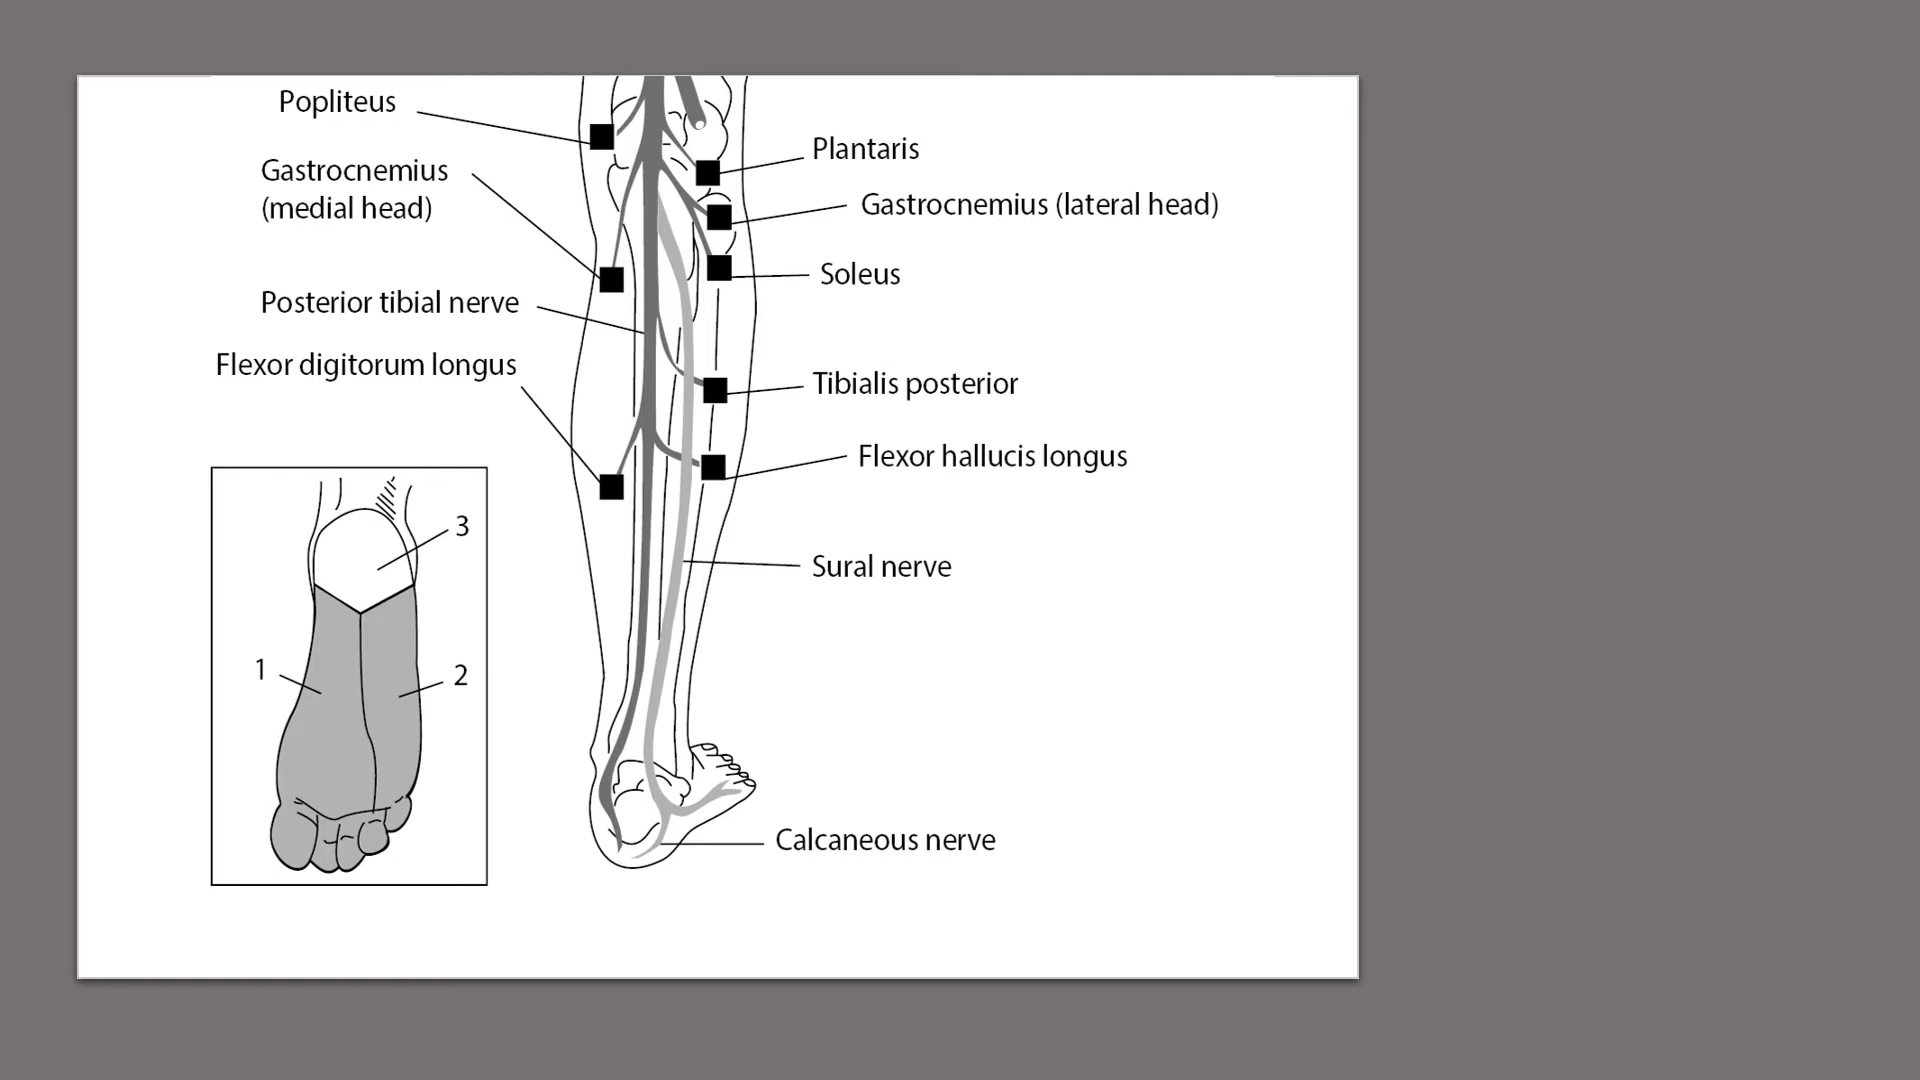 Popliteus
Plantaris
Gastrocnemius
(medial head)
Gastrocnemius (lateral head)
Soleus
Posterior tibial nerve
Flexor digitorum longus
Tibialis posterior
Flexor hallucis longus
3
Sural nerve
1
2
Calcaneous nerve